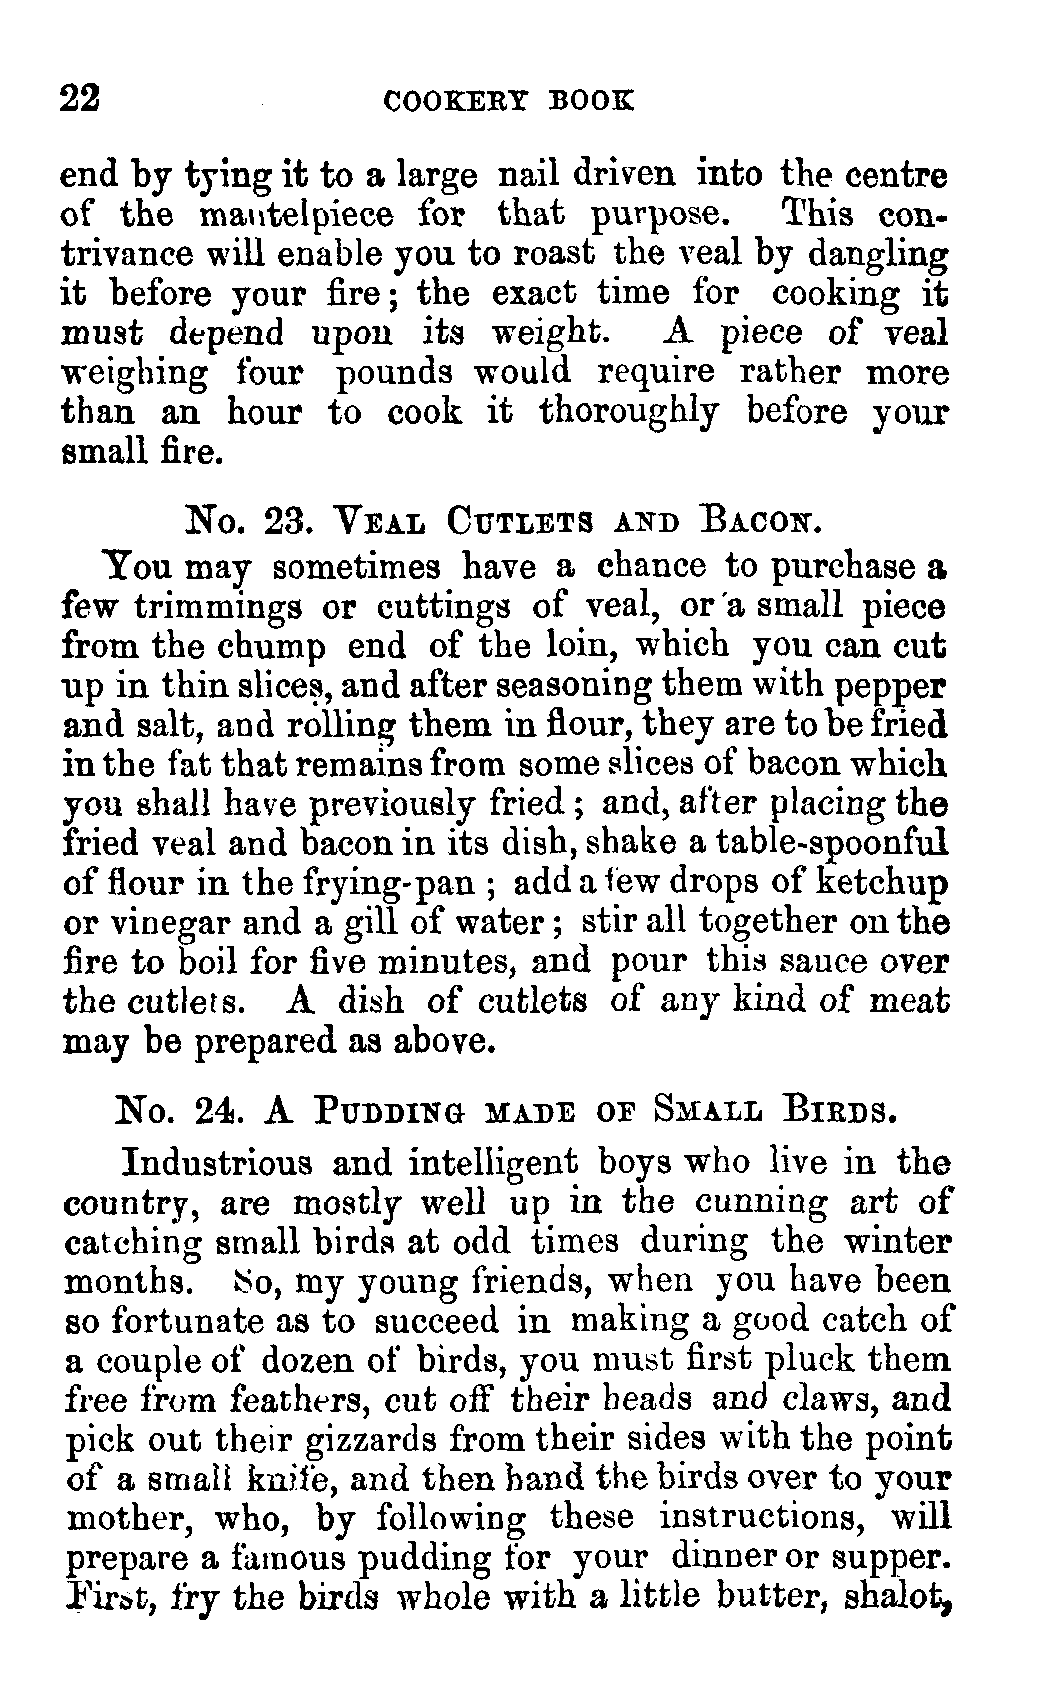 22 COOKERY BOOK
end by tying it to a large nail driven into the centre
of the mantelpiece for that purpose. This con-
trivance will enable you to roast the veal by dangling
it before your fire; the exact time for cooking it
must depend upon its weight. A piece of veal
weighing four pounds would require rather more
than an hour to cook it thoroughly before your
small fire.
No. 23. Veal Cutlets and Bacon.
You may sometimes have a chance to purchase a
few trimmings or cuttings of veal, or a small piece
from the chump end of the loin, which you can cut
up in thin slices, and after seasoning them with pepper
and salt, and rolling them in flour, they are to be fried
in the fat that remains from some slices of bacon which
you shall have previously fried; and, after placing the
fried veal and bacon in its dish, shake a table-spoonful
of flour in the frying-pan; add a few drops of ketchup
or vinegar and a gill of water; stir all together on the
fire to boil for five minutes, and pour this sauce over
the cutlets. A dish of cutlets of any kind of meat
may be prepared as above.
No. 24. A Pudding made of Small Birds.
Industrious and intelligent boys who live in the
country, are mostly well up in the cunning art of
catching small birds at odd times during the winter
months. So, my young friends, when you have been
so fortunate as to succeed in making a good catch of
a couple of dozen of birds, you must first pluck them
free from feathers, cut off their heads and claws, and
pick out their gizzards from their sides with the point
of a small knife, and then hand the birds over to your
mother, who, by following these instructions, will
prepare a famous pudding for your dinner or supper.
First, fry the birds whole with a little butter, shalot,